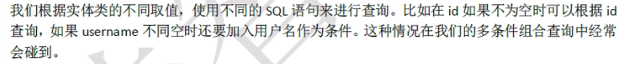 我们根据实体类的不同取值，使用不同的 SQL 语句来进行查询。比如在 id 如果不为空时可以根据 id
查询，如果 username 不同空时还要加入用户名作为条件。这种情况在我们的多条件组合查询中经常
会碰到。